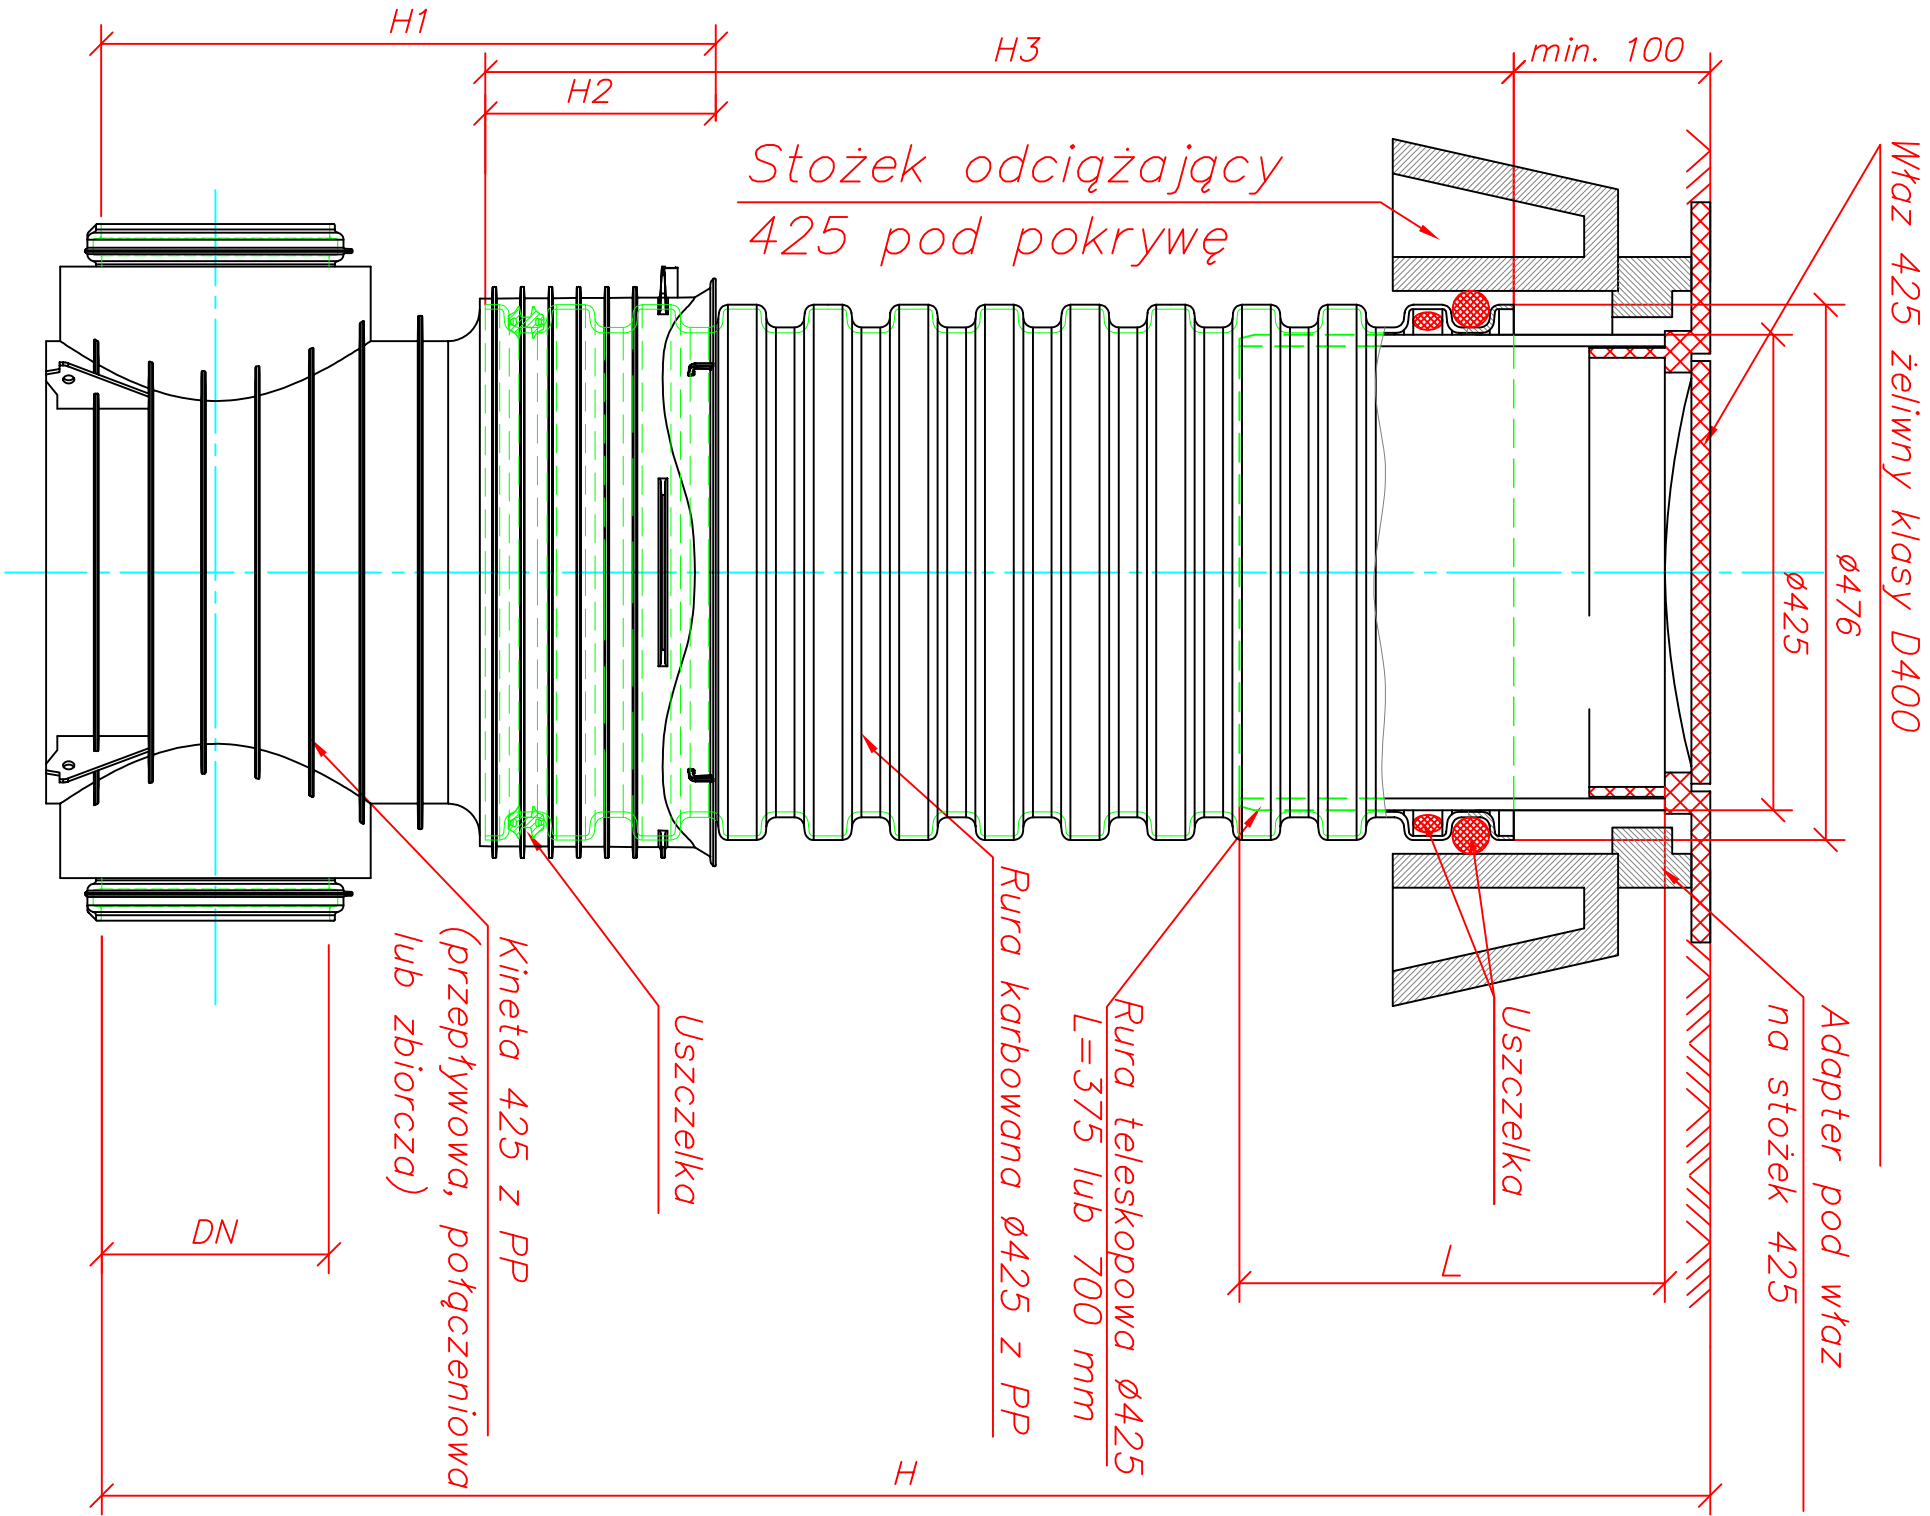 H1
H3
min. 100
H2
Stożek odciążający
425 pod pokrywę
Właz 425 żeliwny klasy D400
ø476
ø425
Adapter pod właz
na stożek 425
Uszczelka
L
Rura teleskopowa ø425
L=375 lub 700 mm
Rura karbowana ø425 z PP
Uszczelka
Kineta 425 z PP
(przepływowa, połączeniowa
lub zbiorcza)
DN
H